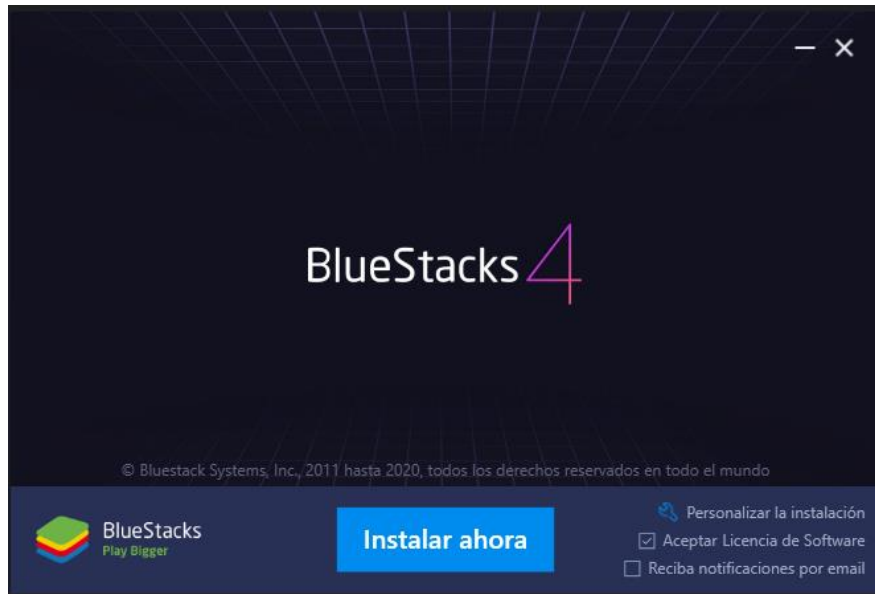 BlueStacks 4
© Bluestack Systems, Inc., 2011 hasta 2020, todos los derechos reservados en todo el mundo
BlueStacks
Play Bigger
Instalar ahora
Personalizar la instalación
Aceptar Licencia de Software
Reciba notificaciones por email